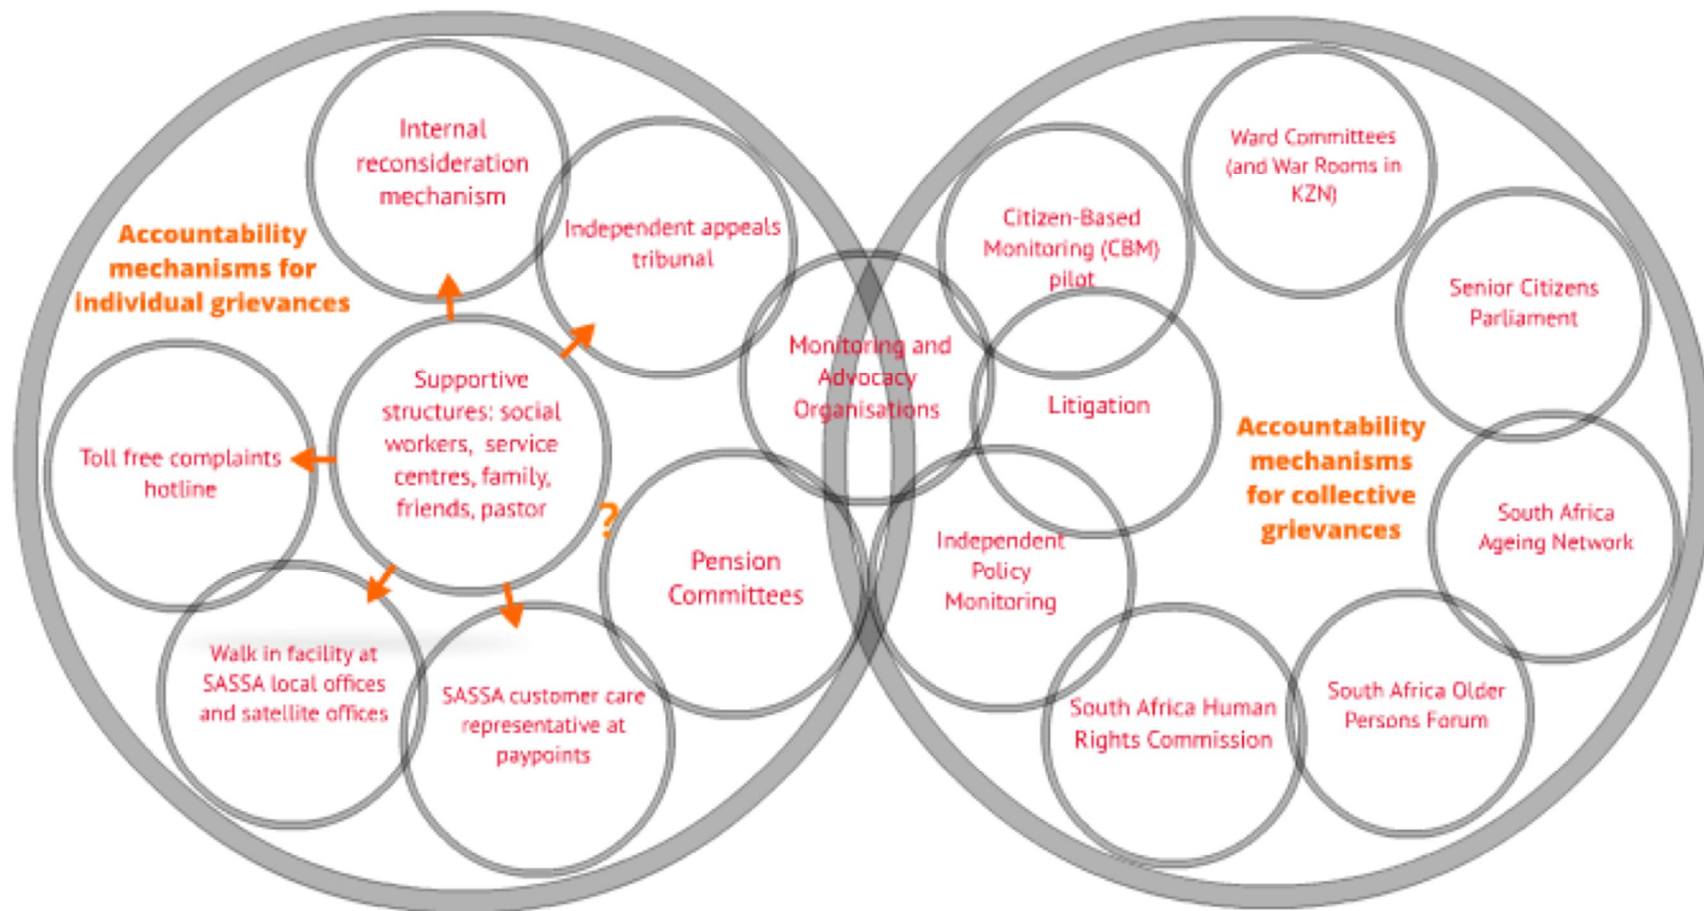 Accountability
mechanisms for
individual grievances
Internal
reconsideration
mechanism
Independent appeals
tribunal
Supportive
structures: social
workers, service
centres, family,
friends, pastor
Toll free complaints
hotline
?
Pension
Committees
Walk in facility at
SASSA local offices
and satellite offices
SASSA customer care
representative at
paypoints
Monitoring and
Advocacy
Organisations
Citizen-Based
Monitoring (CBM)
pilot
Ward Committees
(and War Rooms in
KZN)
Senior Citizens
Parliament
Litigation
Accountability
mechanisms
for collective
grievances
South Africa
Ageing Network
Independent
Policy
Monitoring
South Africa Human
Rights Commission
South Africa Older
Persons Forum